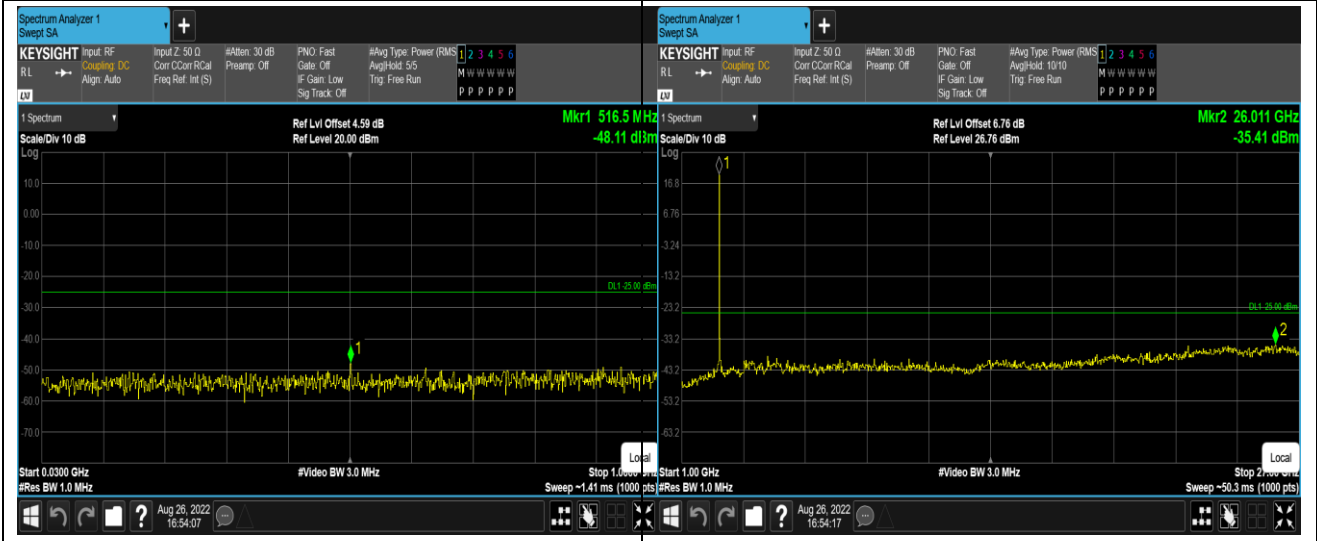 Spectrum Analyzer 1
Swept SA
+
KEYSIGHT
RL
LXI
Input: RF
Coupling: DC
Align: Auto
Input Z: 50 Ω
Corr CCorr RCal
Freq Ref: Int (S)
#Atten: 30 dB
Preamp: Off
PNO: Fast
Gate: Off
IF Gain: Low
Sig Track: Off
#Avg Type: Power (RMS
Avg|Hold: 5/5
Trig: Free Run
1 2 3 4 5 6
M W W W W W
P P P P P P
1 Spectrum
Scale/Div 10 dB
Log
Ref Lvl Offset 4.59 dB
Ref Level 20.00 dBm
Mkr1 516.5 MHz
-48.11 dBm
10.0
0.00
-10.0
-20.0
DL1 -25.00 dBm
-30.0
-40.0
1
-50.0
-60.0
-70.0
Local
Start 0.0300 GHz
#Video BW 3.0 MHz
#Res BW 1.0 MHz
Sweep ~1.41 ms (1000 pts)
?
Aug 26, 2022
16:54:07
Spectrum Analyzer 1
Swept SA
+
KEYSIGHT
RL
LXI
Input: RF
Coupling: DC
Align: Auto
Input Z: 50 Ω
Corr CCorr RCal
Freq Ref: Int (S)
#Atten: 30 dB
Preamp: Off
PNO: Fast
Gate: Off
IF Gain: Low
Sig Track: Off
#Avg Type: Power (RMS
Avg|Hold: 10/10
Trig: Free Run
1 2 3 4 5 6
M W W W W W
P P P P P P
1 Spectrum
Scale/Div 10 dB
Log
Ref Lvl Offset 6.76 dB
Ref Level 26.76 dBm
Mkr2 26.011 GHz
-35.41 dBm
1
16.8
6.76
-3.24
-13.2
-23.2
DL1 -25.00 dBm
2
-33.2
-43.2
-53.2
-63.2
Local
Start 1.00 GHz
#Video BW 3.0 MHz
#Res BW 1.0 MHz
Sweep ~50.3 ms (1000 pts)
?
Aug 26, 2022
16:54:17